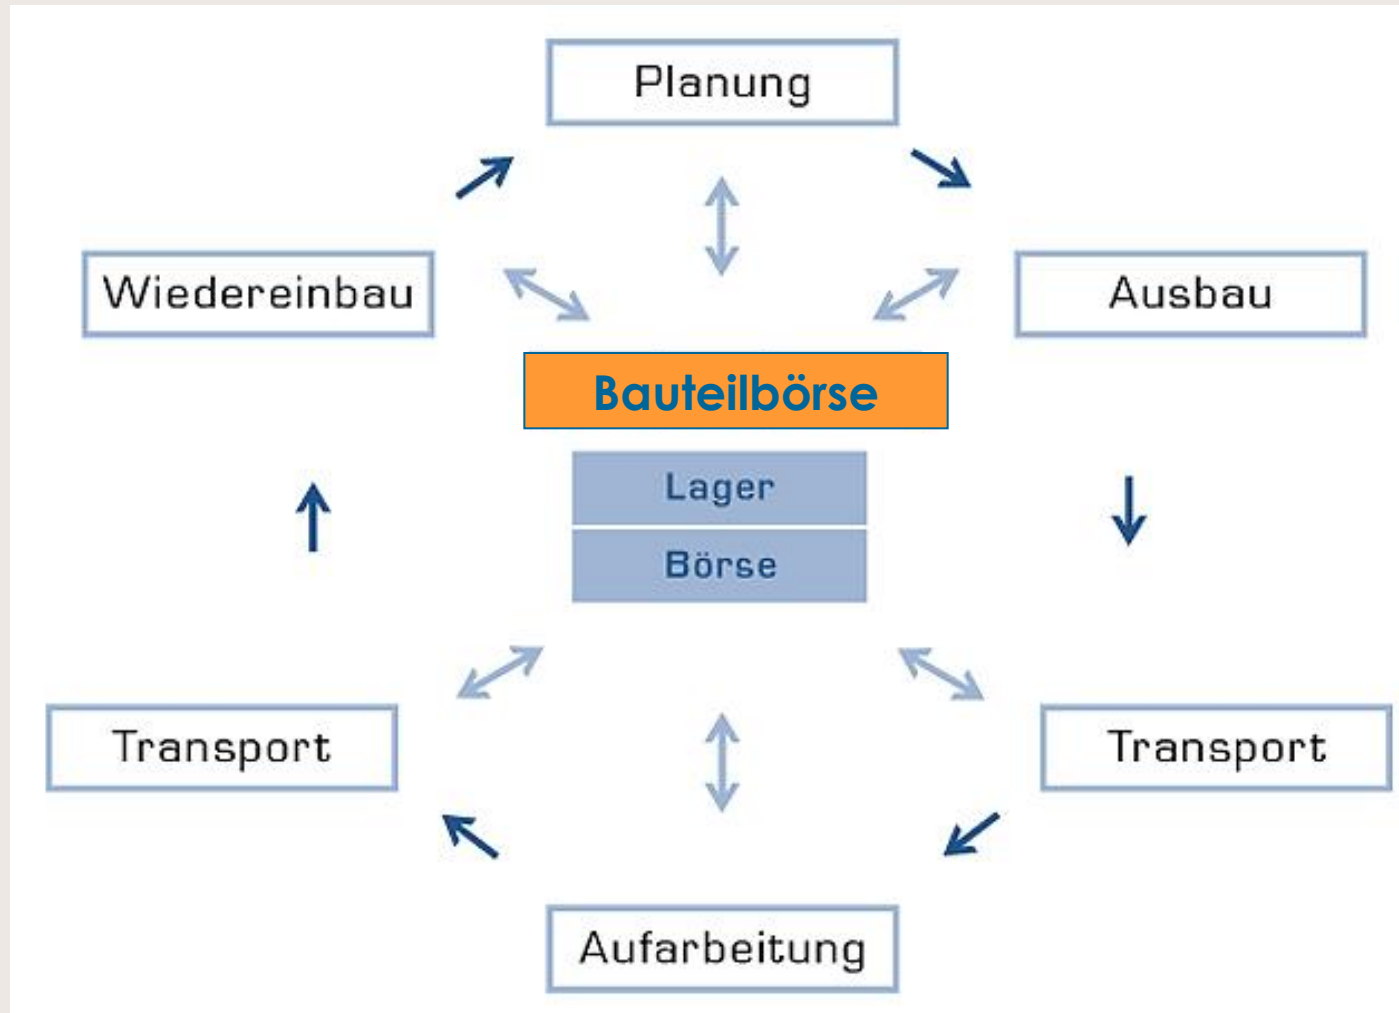 Planung
Wiedereinbau
Ausbau
Bauteilbörse
Lager
Börse
Transport
Transport
Aufarbeitung